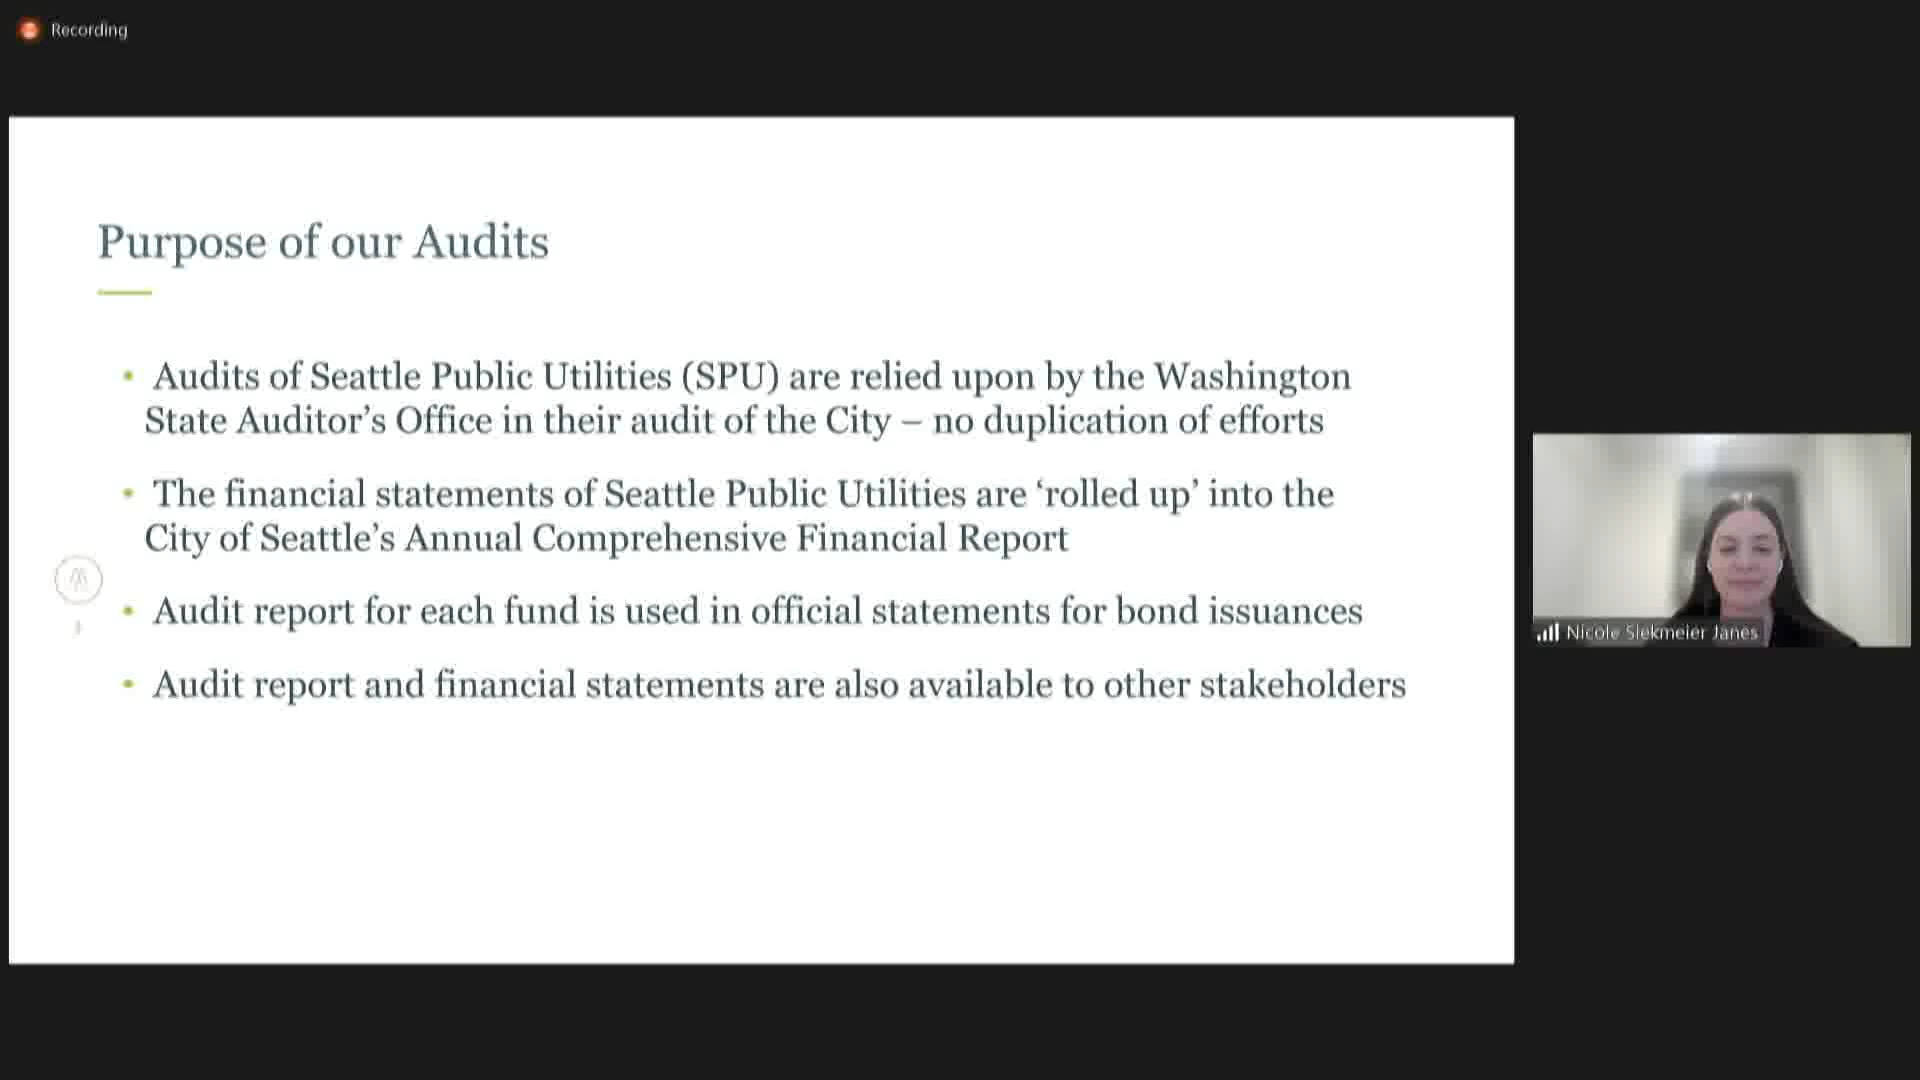 Recording
Purpose of our Audits
• Audits of Seattle Public Utilities (SPU) are relied upon by the Washington
State Auditor’s Office in their audit of the City – no duplication of efforts
• The financial statements of Seattle Public Utilities are ‘rolled up’ into the
City of Seattle’s Annual Comprehensive Financial Report
• Audit report for each fund is used in official statements for bond issuances
• Audit report and financial statements are also available to other stakeholders
Nicole Siekmeier Janes